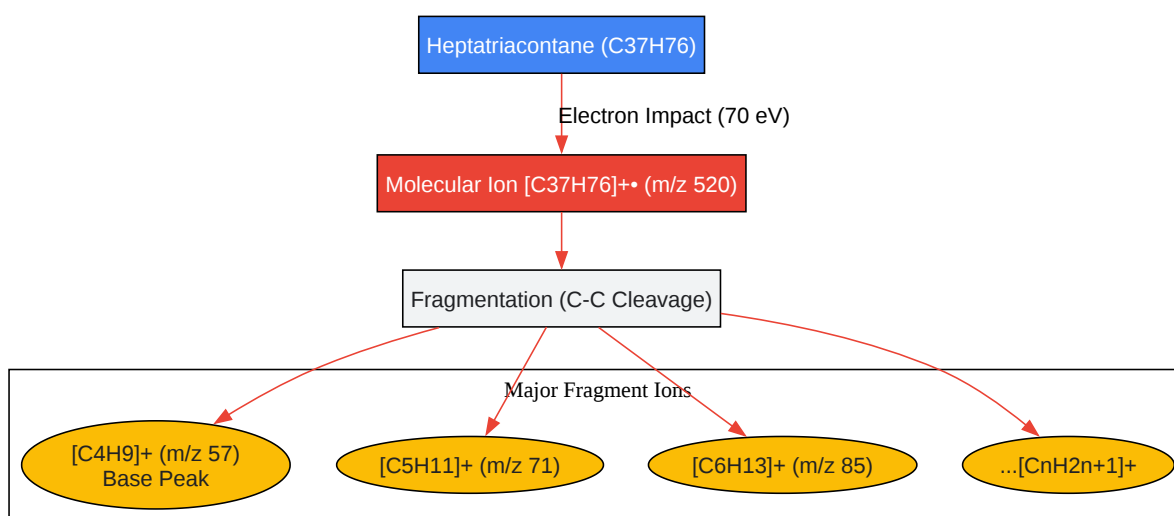 Heptatriacontane (C37H76)
Electron Impact (70 eV)
Molecular Ion [C37H76]+• (m/z 520)
Fragmentation (C-C Cleavage)
Major Fragment Ions
[C4H9]+ (m/z 57)
Base Peak
[C5H11]+ (m/z 71)
[C6H13]+ (m/z 85)
...[CnH2n+1]+